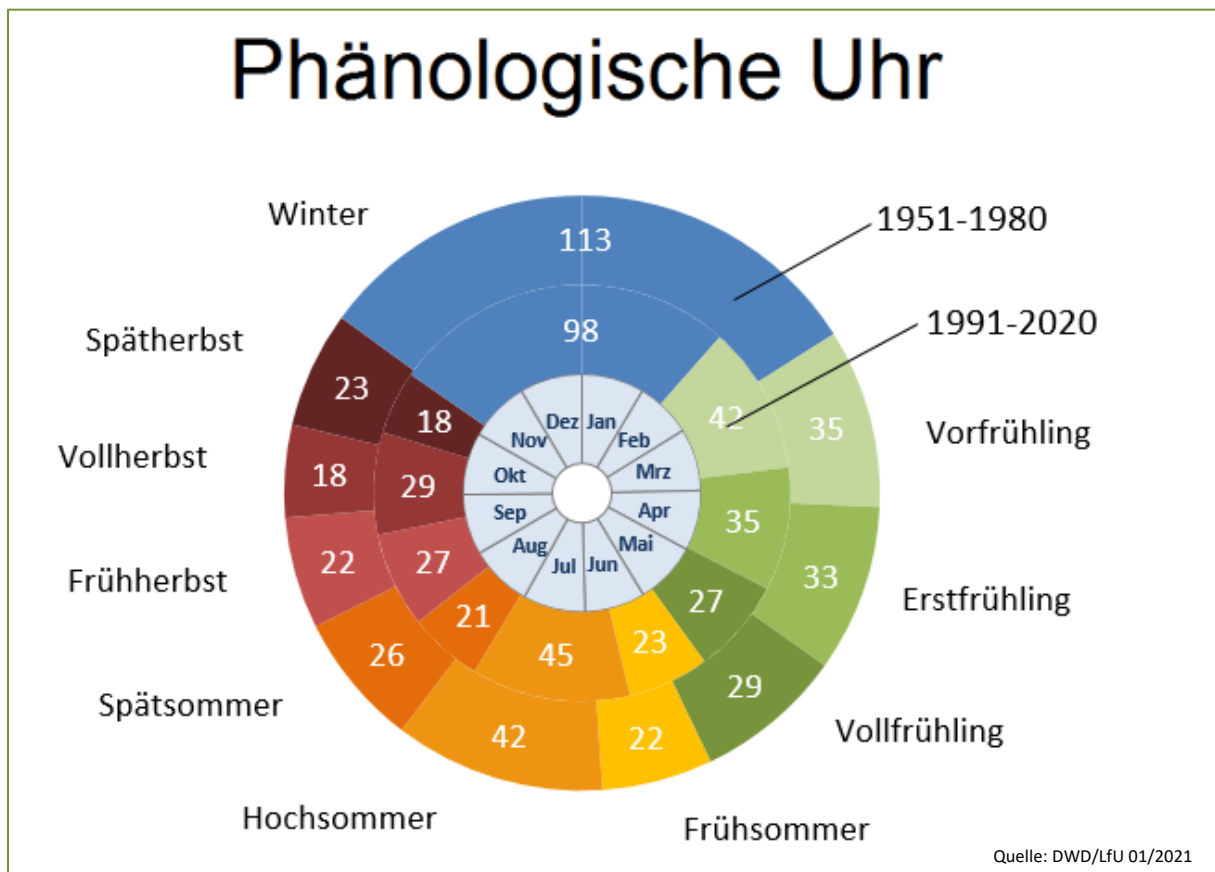 Phänologische Uhr
Winter
113
1951-1980
98
1991-2020
Spätherbst
23
18
42
35
Vorfrühling
Vollherbst
18
29
35
33
Erstfrühling
Frühherbst
22
27
27
29
Vollfrühling
Spätsommer
26
21
45
23
Hochsommer
42
22
Frühsommer
Jan
Feb
Mrz
Apr
Mai
Jun
Jul
Aug
Sep
Okt
Nov
Dez
Quelle: DWD/LfU 01/2021